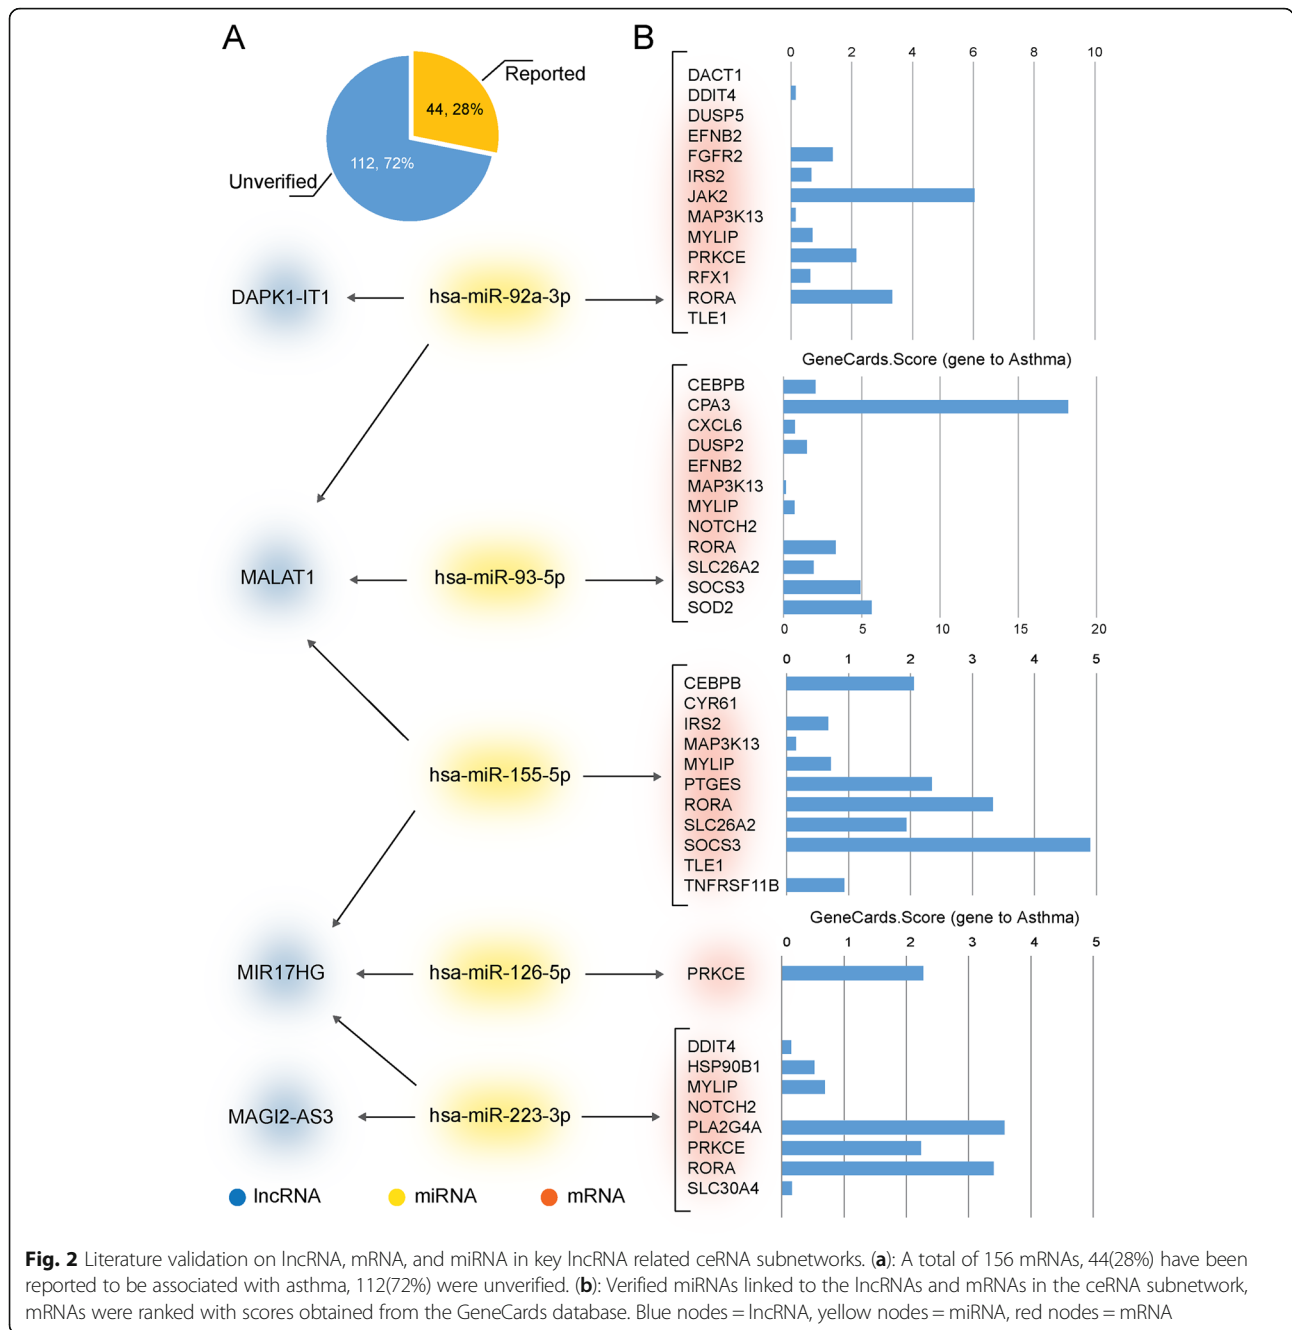 A
B
Reported
44, 28%
112, 72%
Unverified
0 2 4 6 8 10
DACT1
DDIT4
DUSP5
EFNB2
FGFR2
IRS2
JAK2
MAP3K13
MYLIP
PRKCE
RFX1
RORA
TLE1
DAPK1-IT1
hsa-miR-92a-3p
GeneCards.Score (gene to Asthma)
CEBPB
CPA3
CXCL6
DUSP2
EFNB2
MAP3K13
MYLIP
NOTCH2
RORA
SLC26A2
SOCS3
SOD2
0 5 10 15 20
MALAT1
hsa-miR-93-5p
0 1 2 3 4 5
CEBPB
CYR61
IRS2
MAP3K13
MYLIP
PTGES
RORA
SLC26A2
SOCS3
TLE1
TNFRSF11B
hsa-miR-155-5p
GeneCards.Score (gene to Asthma)
0 1 2 3 4 5
MIR17HG
hsa-miR-126-5p
PRKCE
DDIT4
HSP90B1
MYLIP
NOTCH2
PLA2G4A
PRKCE
RORA
SLC30A4
MAGI2-AS3
hsa-miR-223-3p
lncRNA
miRNA
mRNA
Fig. 2 Literature validation on lncRNA, mRNA, and miRNA in key lncRNA related ceRNA subnetworks. (a): A total of 156 mRNAs, 44(28%) have been
reported to be associated with asthma, 112(72%) were unverified. (b): Verified miRNAs linked to the lncRNAs and mRNAs in the ceRNA subnetwork,
mRNAs were ranked with scores obtained from the GeneCards database. Blue nodes = lncRNA, yellow nodes = miRNA, red nodes = mRNA